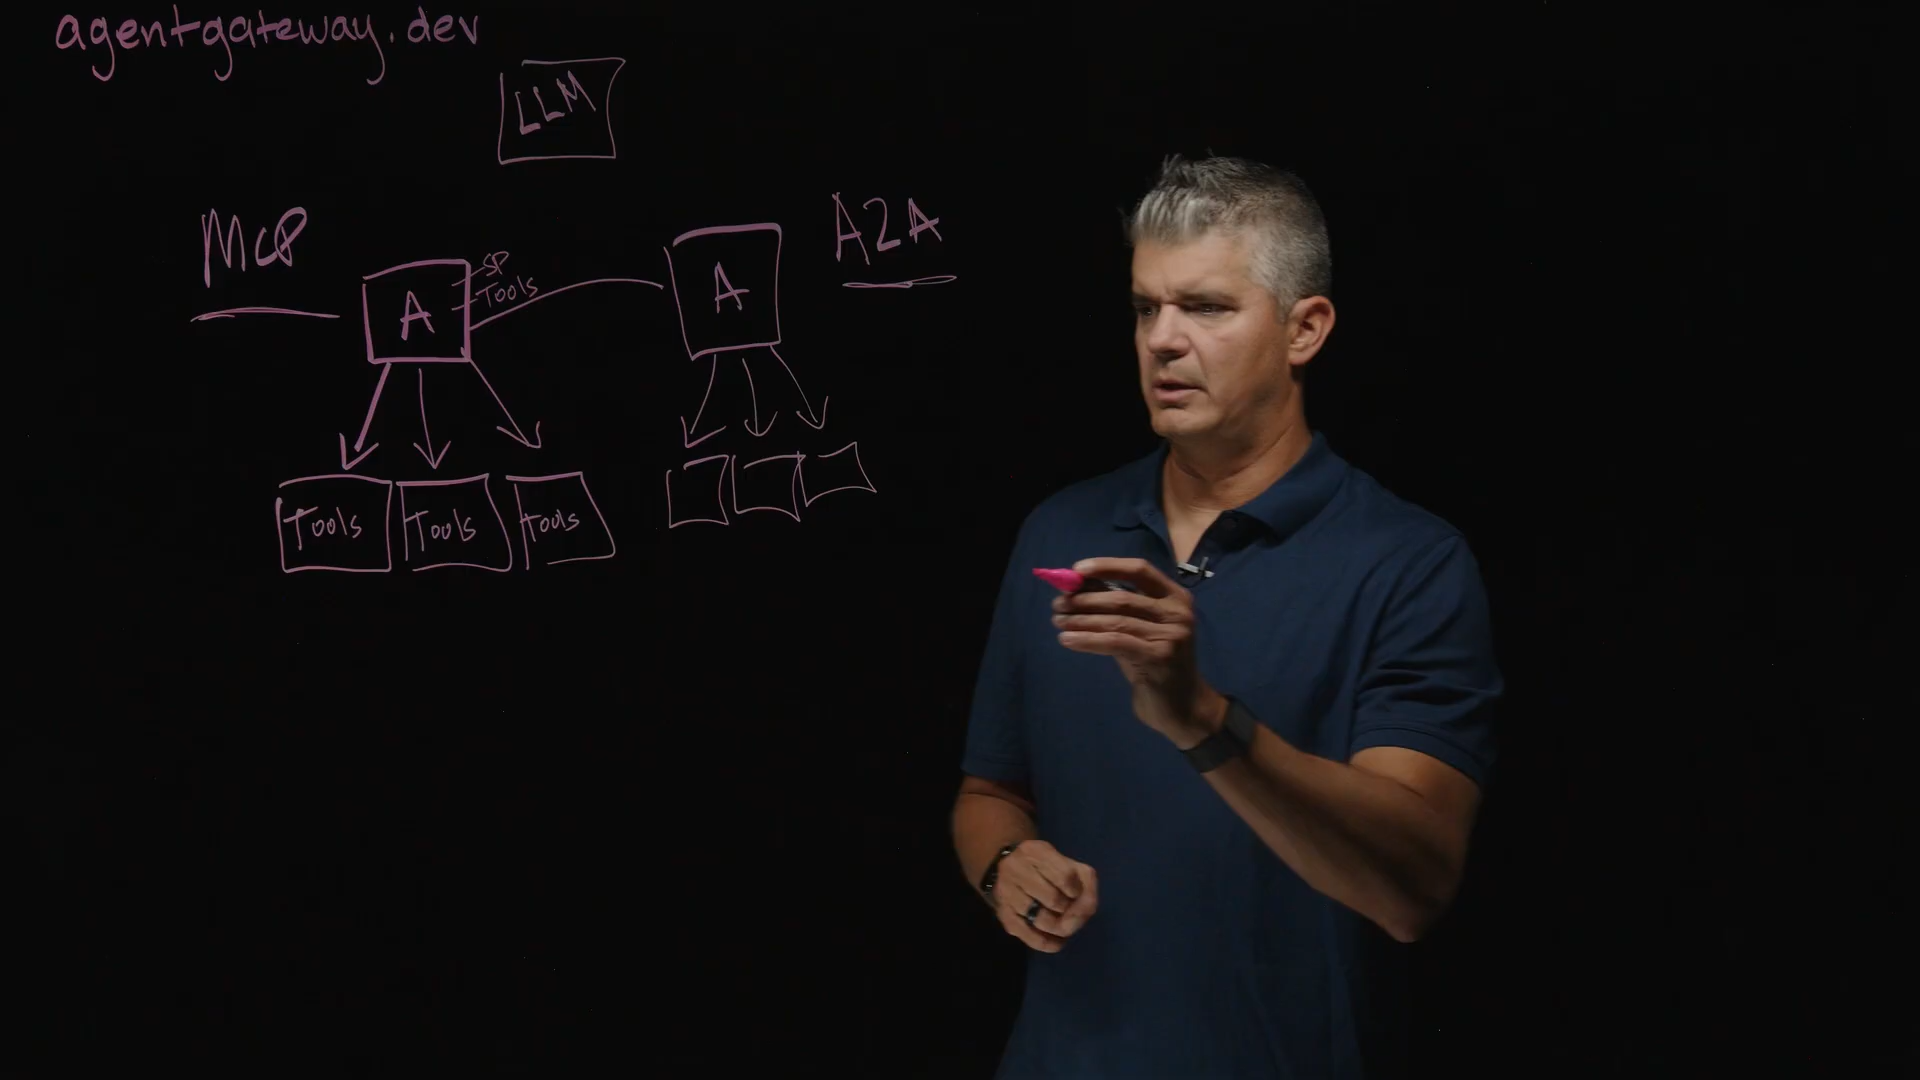 agentgateway.dev
LLM
MCP
A2A
SP
Tools
A
A
Tools
Tools
Tools